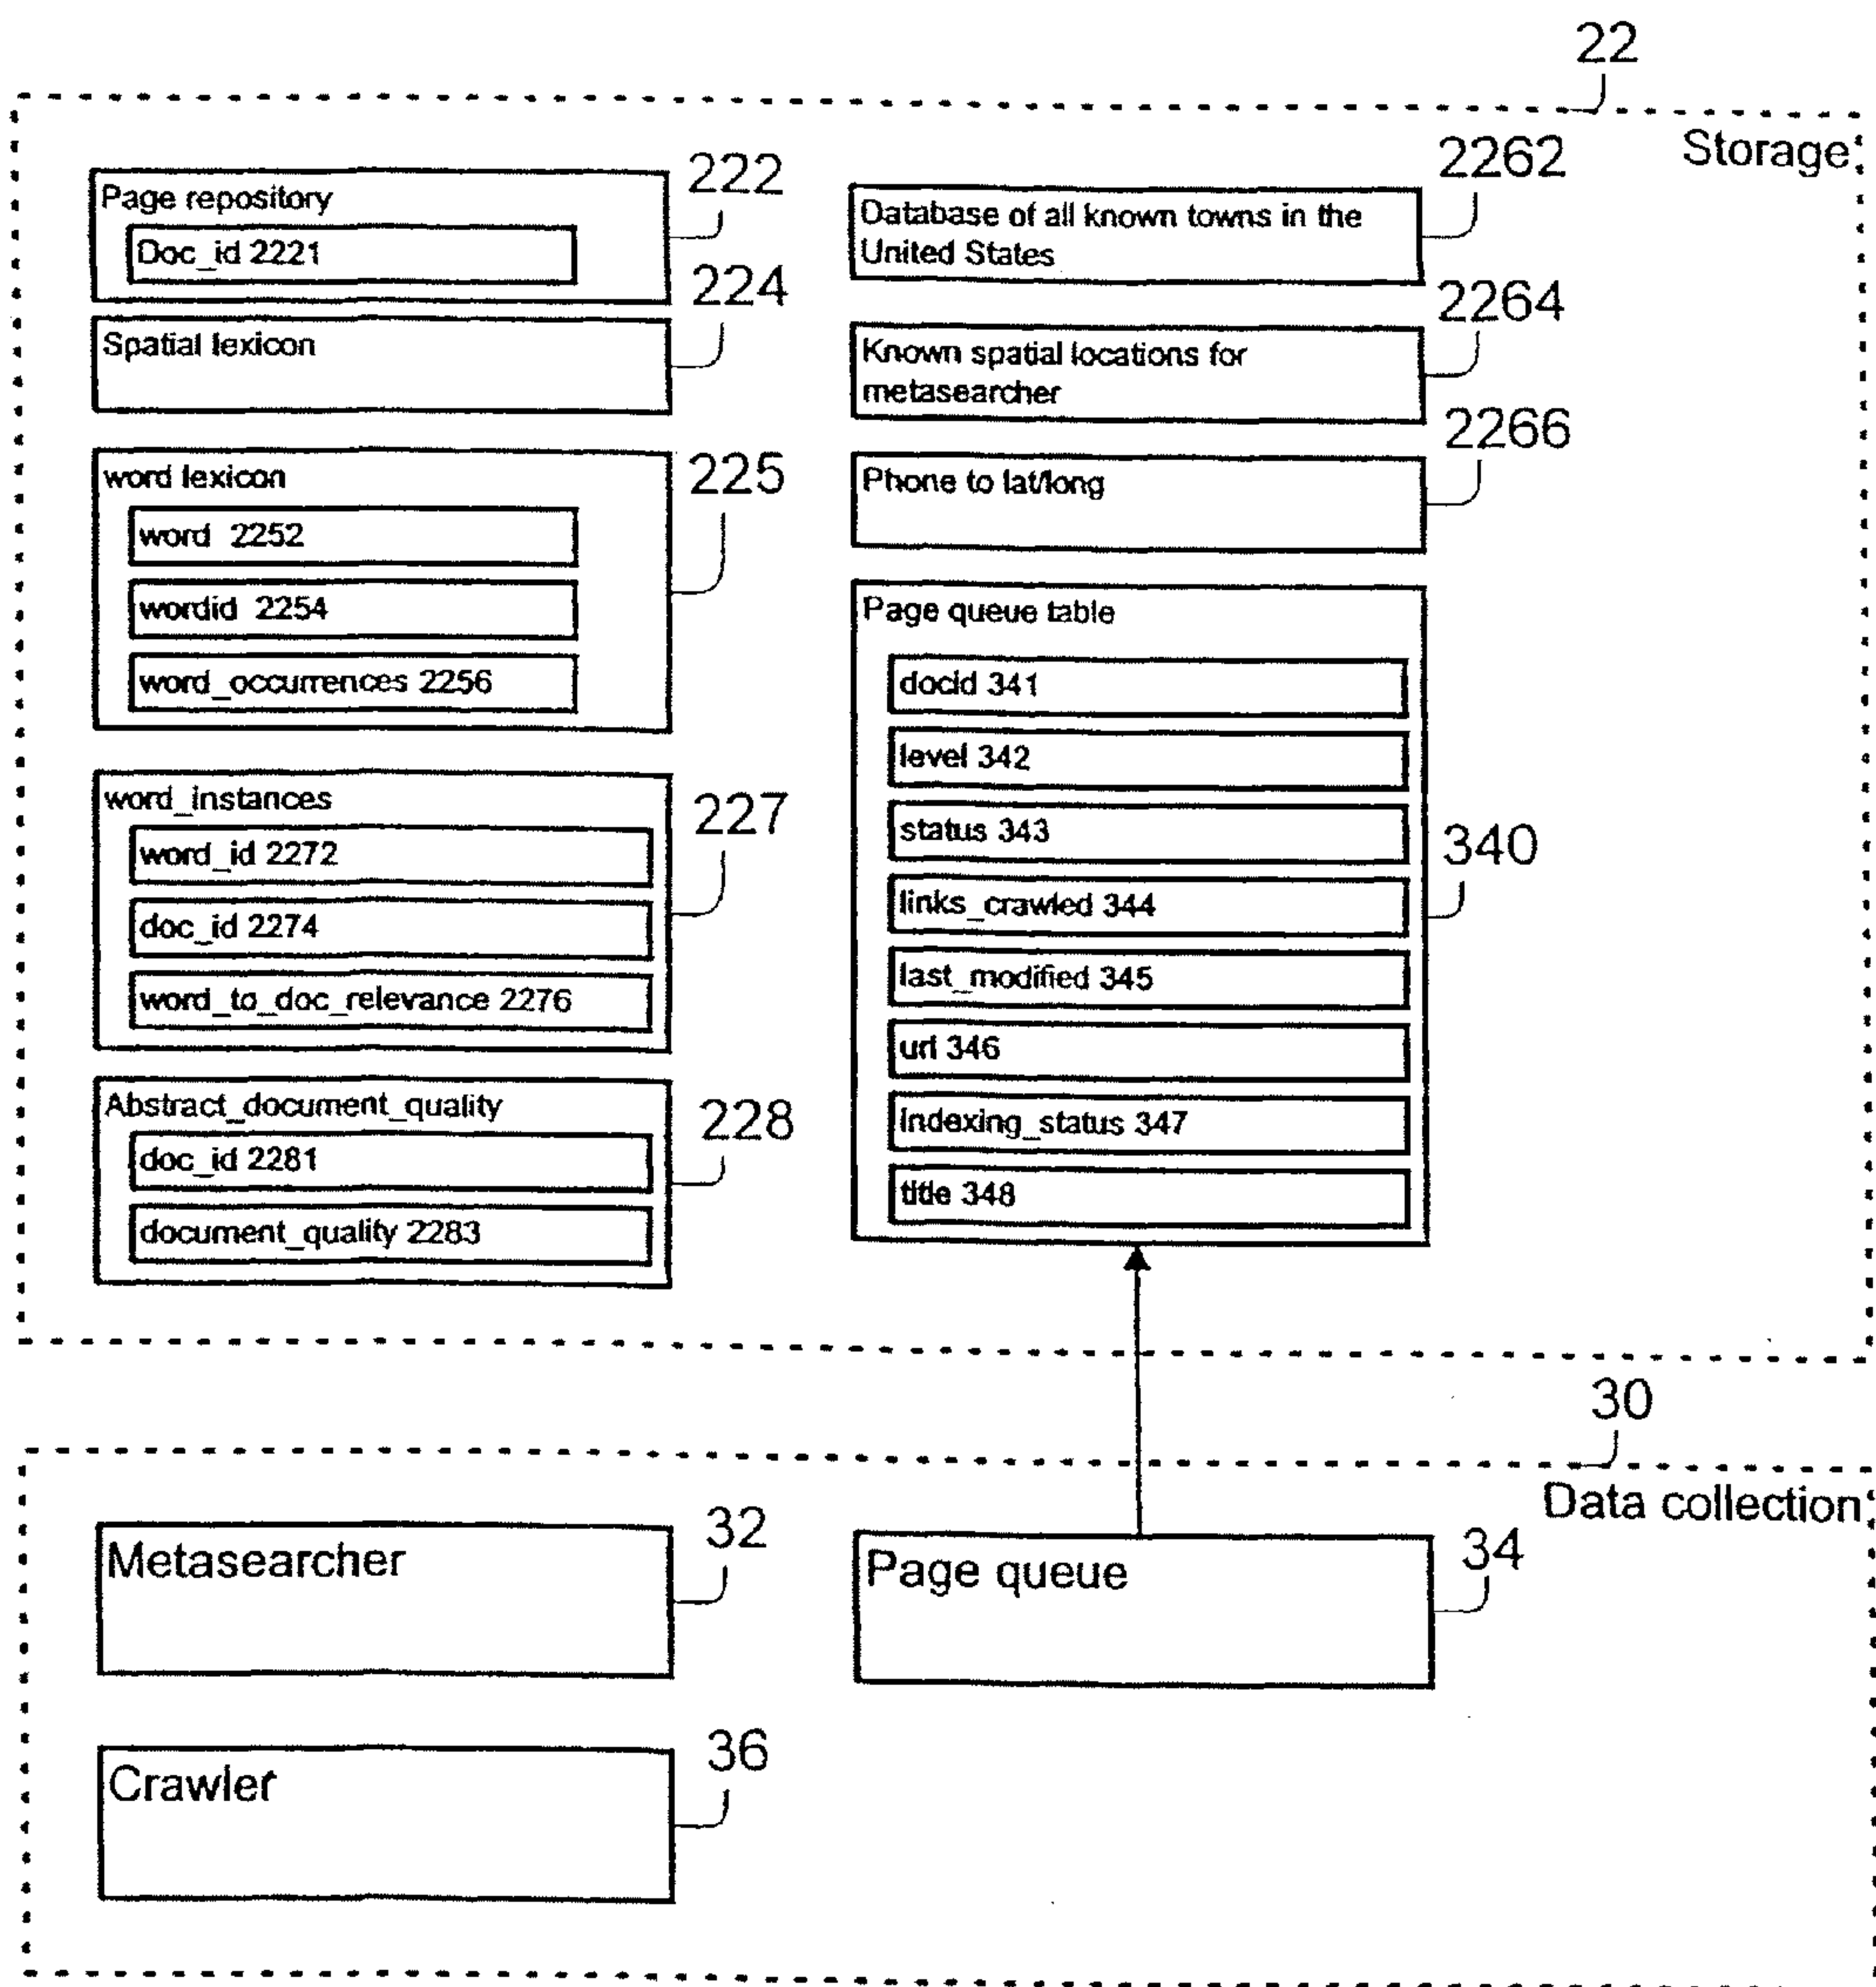 22
Storage
Page repository
Doc_id 2221
222
Spatial lexicon
224
word lexicon
word 2252
wordid 2254
word_occurrences 2256
225
word_instances
word_id 2272
doc_id 2274
word_to_doc_relevance 2276
227
Abstract_document_quality
doc_id 2281
document_quality 2283
228
Database of all known towns in the
United States
2262
Known spatial locations for
metasearcher
2264
Phone to lat/long
2266
Page queue table
docid 341
level 342
status 343
links_crawled 344
last_modified 345
url 346
indexing_status 347
title 348
340
30
Data collection
Metasearcher
32
Page queue
34
Crawler
36